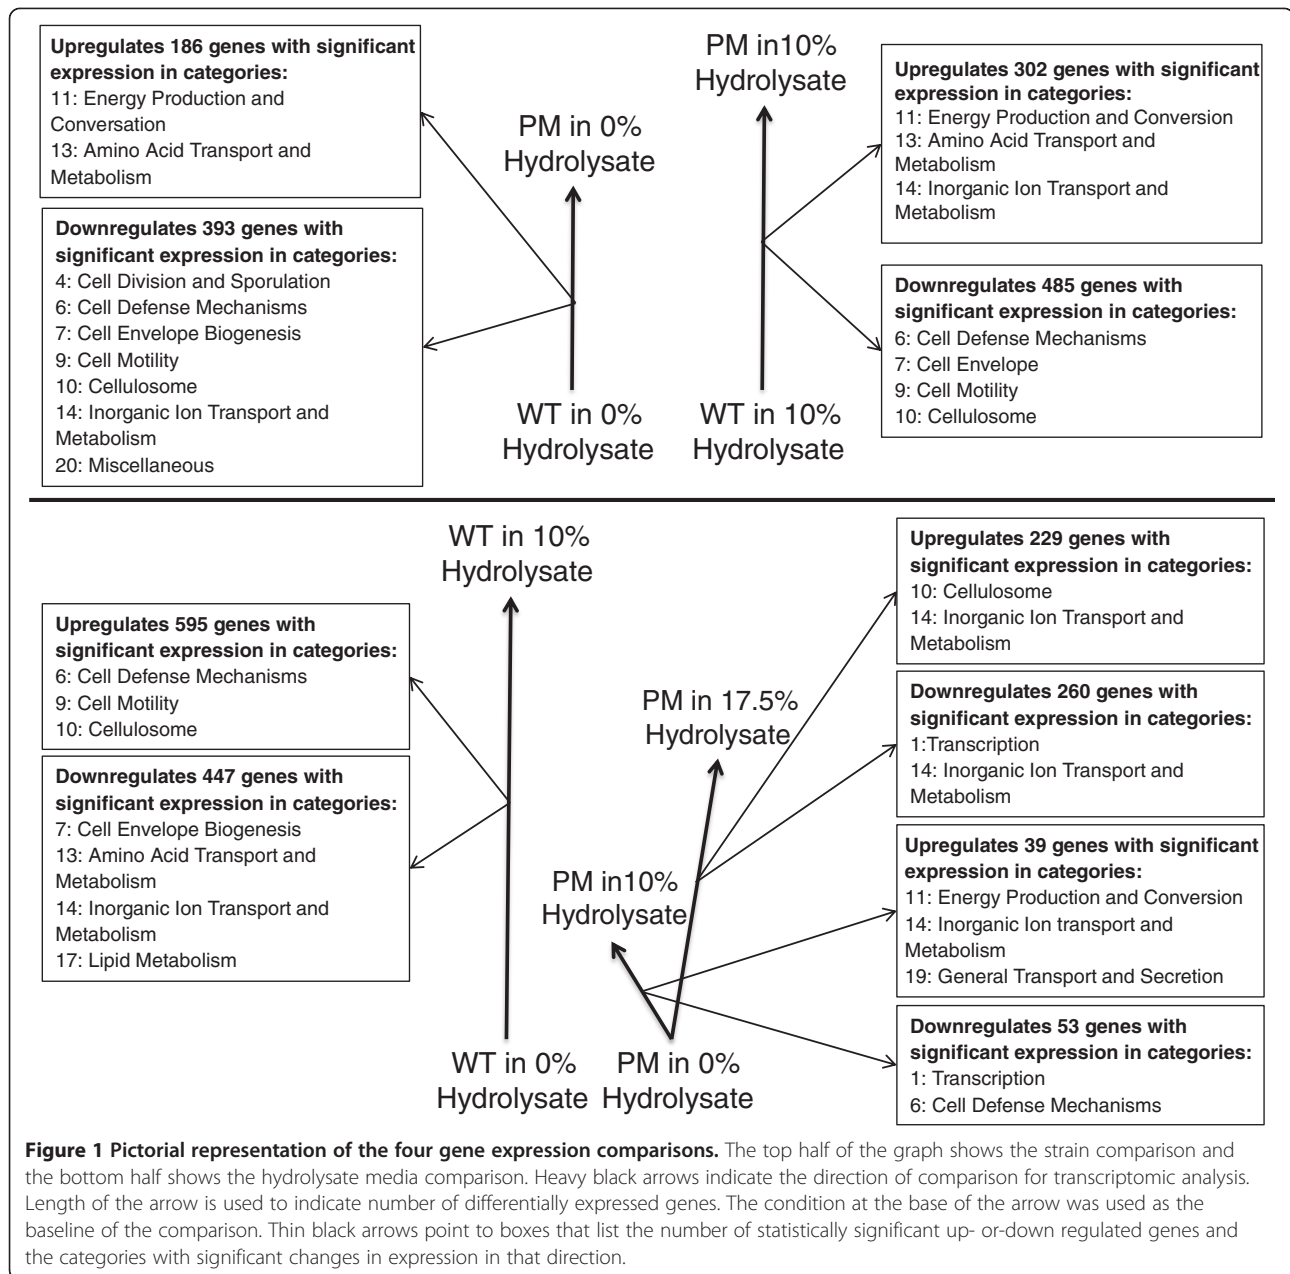 Upregulates 186 genes with significant
expression in categories:
11: Energy Production and
Conversation
13: Amino Acid Transport and
Metabolism
Downregulates 393 genes with
significant expression in categories:
4: Cell Division and Sporulation
6: Cell Defense Mechanisms
7: Cell Envelope Biogenesis
9: Cell Motility
10: Cellulosome
14: Inorganic Ion Transport and
Metabolism
20: Miscellaneous
PM in 0%
Hydrolysate
WT in 0%
Hydrolysate
PM in10%
Hydrolysate
WT in 10%
Hydrolysate
Upregulates 302 genes with significant
expression in categories:
11: Energy Production and Conversion
13: Amino Acid Transport and
Metabolism
14: Inorganic Ion Transport and
Metabolism
Downregulates 485 genes with
significant expression in categories:
6: Cell Defense Mechanisms
7: Cell Envelope
9: Cell Motility
10: Cellulosome
Upregulates 595 genes with
significant expression in categories:
6: Cell Defense Mechanisms
9: Cell Motility
10: Cellulosome
Downregulates 447 genes with
significant expression in categories:
7: Cell Envelope Biogenesis
13: Amino Acid Transport and
Metabolism
14: Inorganic Ion Transport and
Metabolism
17: Lipid Metabolism
WT in 10%
Hydrolysate
WT in 0%
Hydrolysate
PM in 17.5%
Hydrolysate
PM in10%
Hydrolysate
PM in 0%
Hydrolysate
Upregulates 229 genes with
significant expression in categories:
10: Cellulosome
14: Inorganic Ion Transport and
Metabolism
Downregulates 260 genes with
significant expression in categories:
1:Transcription
14: Inorganic Ion Transport and
Metabolism
Upregulates 39 genes with significant
expression in categories:
11: Energy Production and Conversion
14: Inorganic Ion transport and
Metabolism
19: General Transport and Secretion
Downregulates 53 genes with
significant expression in categories:
1: Transcription
6: Cell Defense Mechanisms
Figure 1 Pictorial representation of the four gene expression comparisons. The top half of the graph shows the strain comparison and
the bottom half shows the hydrolysate media comparison. Heavy black arrows indicate the direction of comparison for transcriptomic analysis.
Length of the arrow is used to indicate number of differentially expressed genes. The condition at the base of the arrow was used as the
baseline of the comparison. Thin black arrows point to boxes that list the number of statistically significant up- or-down regulated genes and
the categories with significant changes in expression in that direction.